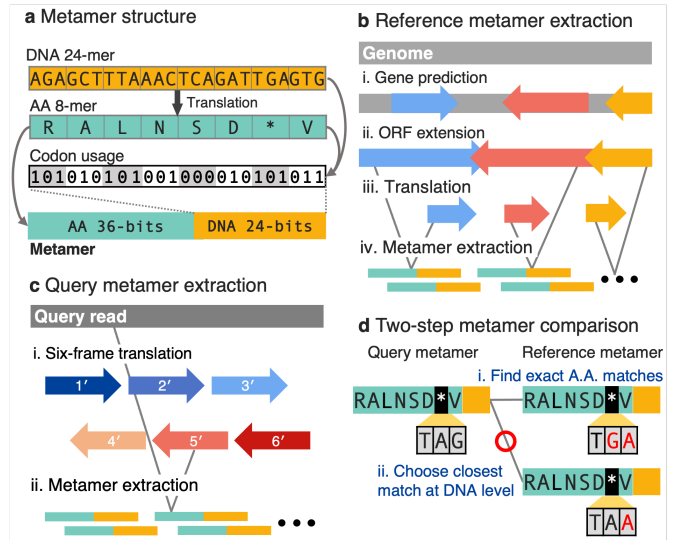 a Metamer structure
DNA 24-mer
AGAGCTTTAAACTCAGATTGAGTG
Translation
AA 8-mer
R A L N S D * V
Codon usage
101010101001000010101011
AA 36-bits DNA 24-bits
Metamer
b Reference metamer extraction
Genome
i. Gene prediction
ii. ORF extension
iii. Translation
iv. Metamer extraction
•••
c Query metamer extraction
Query read
i. Six-frame translation
1′ 2′ 3′
4′ 5′ 6′
ii. Metamer extraction
•••
d Two-step metamer comparison
Query metamer Reference metamer
i. Find exact A.A. matches
RALNSD*V RALNSD*V
TAG TGA
ii. Choose closest
match at DNA level
RALNSD*V
TAA